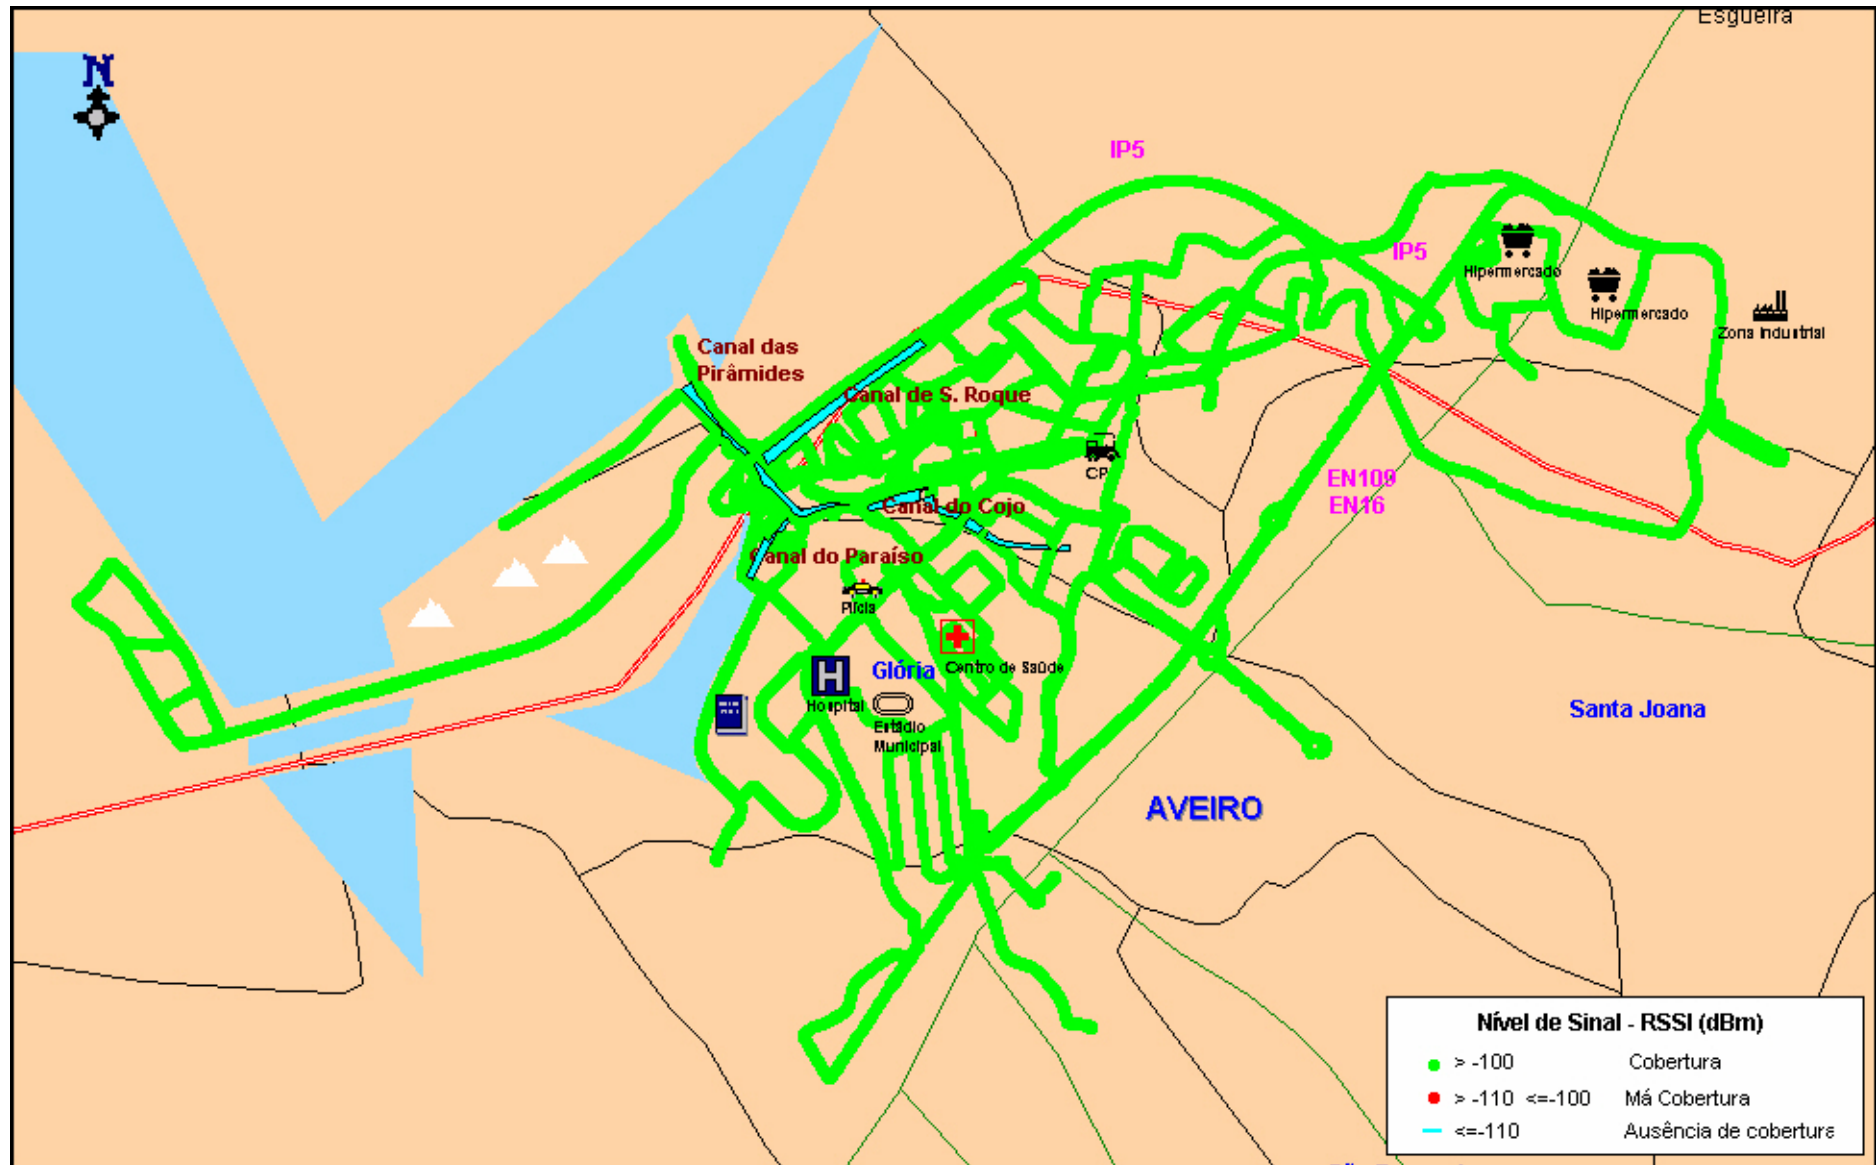 Esgueira
N
IP5
IP5
Hipermercado
Hipermercado
Zona Industrial
Canal das
Pirâmides
Canal de S. Roque
CP
EN109
EN16
Canal do Cojo
Canal do Paraíso
Plícia
Centro de Saúde
Glória
H
Hospital
Estádio
Municipal
Santa Joana
AVEIRO
Nível de Sinal - RSSI (dBm)
> -100 Cobertura
> -110 <=-100 Má Cobertura
<=-110 Ausência de cobertura